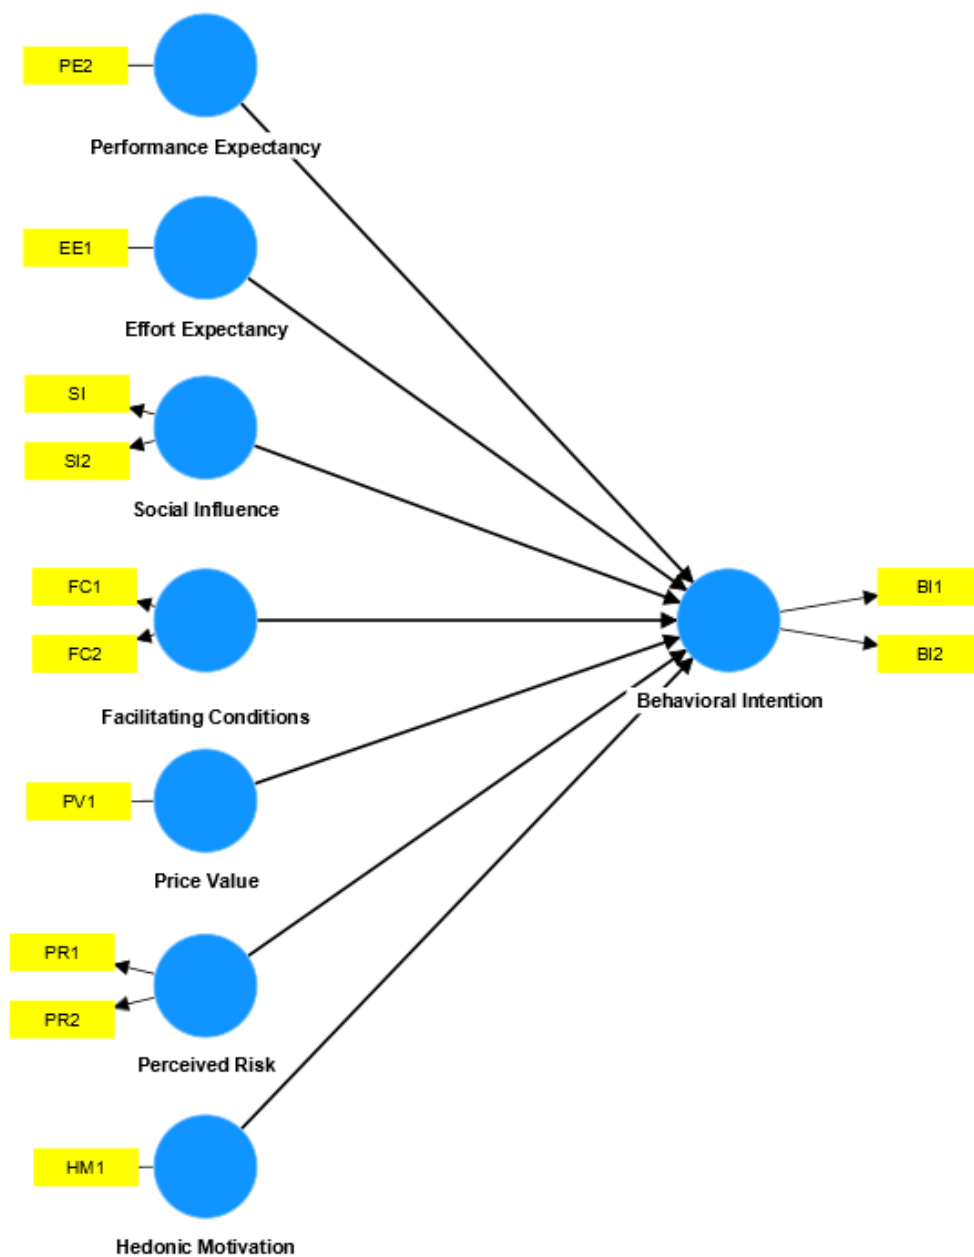 PE2
Performance Expectancy
EE1
Effort Expectancy
SI
SI2
Social Influence
FC1
FC2
Facilitating Conditions
BI1
BI2
Behavioral Intention
PV1
Price Value
PR1
PR2
Perceived Risk
HM1
Hedonic Motivation